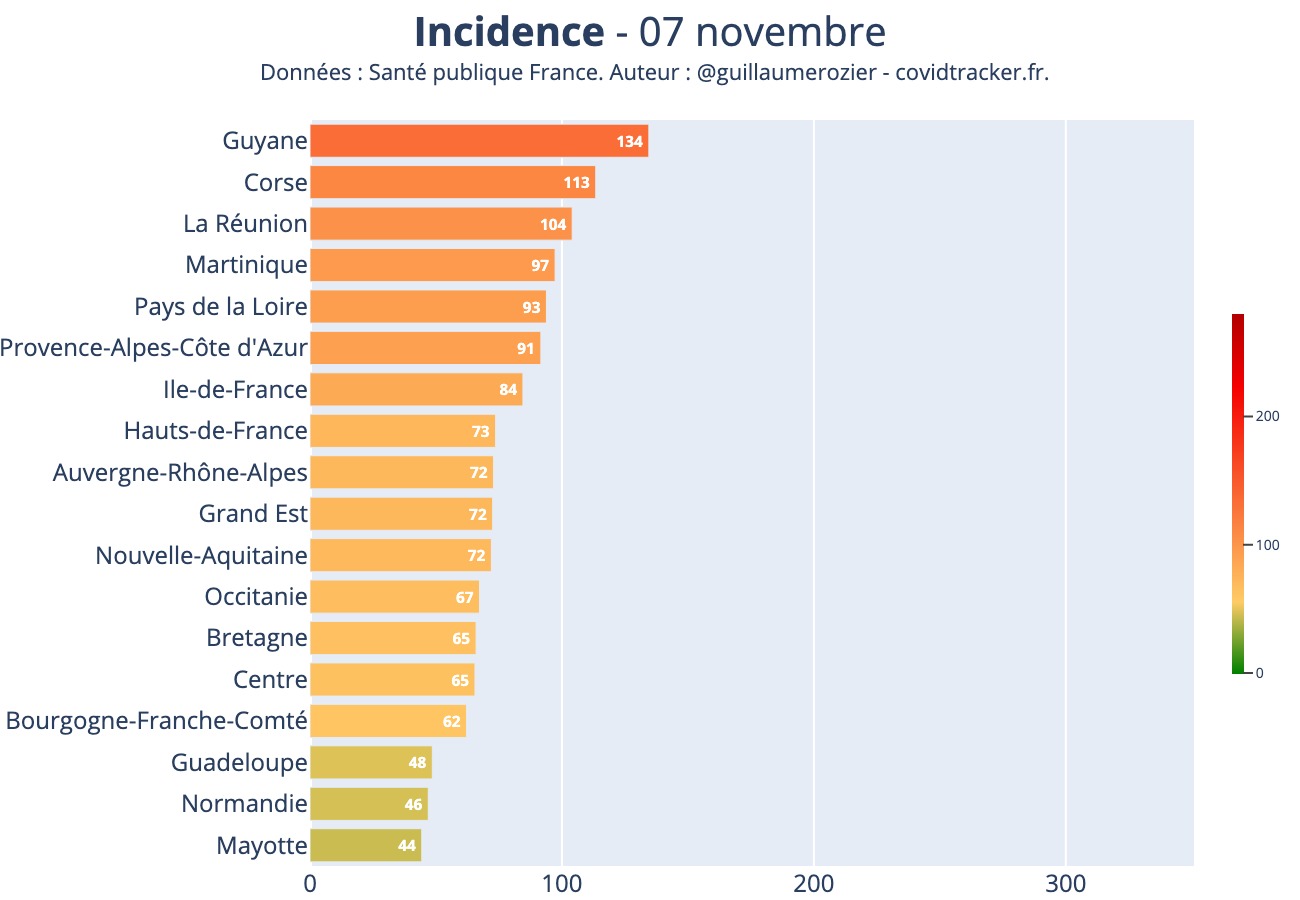 Incidence - 07 novembre
Données : Santé publique France. Auteur : @guillaumerozier - covidtracker.fr.
Guyane 134
Corse 113
La Réunion 104
Martinique 97
Pays de la Loire 93
Provence-Alpes-Côte d'Azur 91
Ile-de-France 84
Hauts-de-France 73
Auvergne-Rhône-Alpes 72
Grand Est 72
Nouvelle-Aquitaine 72
Occitanie 67
Bretagne 65
Centre 65
Bourgogne-Franche-Comté 62
Guadeloupe 48
Normandie 46
Mayotte 44
0 100 200 300
200
100
0